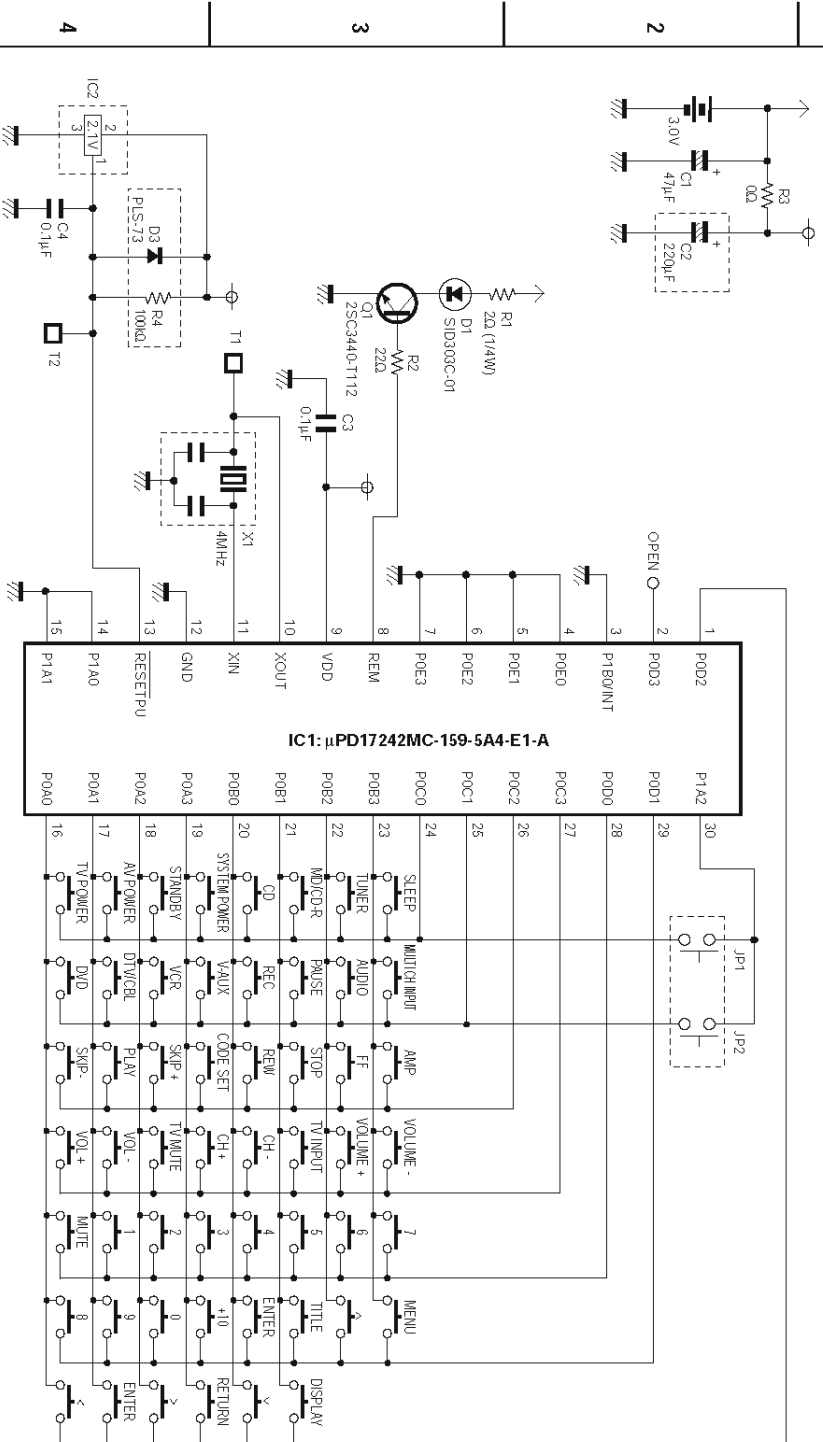 4
3
2
IC2
2.1V
3
2
1
C4
0.1µF
D3
PLS-73
R4
100kΩ
T2
3.0V
C1
47µF
+
R3
0Ω
C2
220µF
+
Q1
2SC3440-T112
D1
SID303C-01
R1
2Ω (1/4W)
R2
22Ω
T1
C3
0.1µF
X1
4MHz
OPEN
15
14
13
12
11
10
9
8
7
6
5
4
3
2
1
P1A1
P1A0
RESETPU
GND
XIN
XOUT
VDD
REM
P0E3
P0E2
P0E1
P0E0
P1B0/INT
P0D3
P0D2
IC1: µPD17242MC-159-5A4-E1-A
P0A0
P0A1
P0A2
P0A3
P0B0
P0B1
P0B2
P0B3
P0C0
P0C1
P0C2
P0C3
P0D0
P0D1
P1A2
16
17
18
19
20
21
22
23
24
25
26
27
28
29
30
JP1
JP2
TV POWER
AV POWER
STANDBY
SYSTEM POWER
CD
MD/CD-R
TUNER
SLEEP
DVD
DTV/CBL
VCR
V-AUX
REC
PAUSE
AUDIO
MULTI CH INPUT
SKIP-
PLAY
SKIP +
CODE SET
REW
STOP
FF
AMP
VOL +
VOL -
TV MUTE
CH +
CH -
TV INPUT
VOLUME +
VOLUME -
MUTE
1
2
3
4
5
6
7
8
9
0
+10
ENTER
TITLE
^
MENU
<
ENTER
>
RETURN
<
DISPLAY